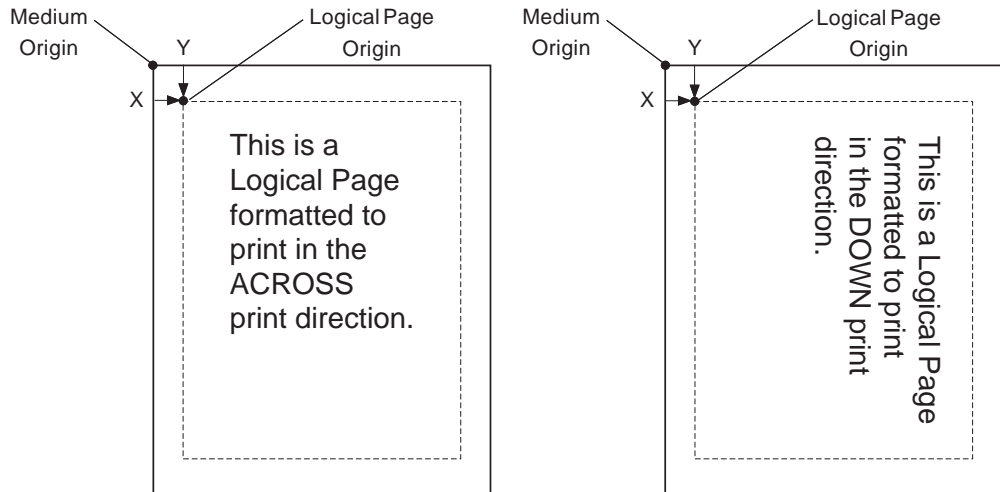 Medium
Origin
Y
Logical Page
Origin
X
This is a
Logical Page
formatted to
print in the
ACROSS
print direction.
Medium
Origin
Y
Logical Page
Origin
X
This is a Logical Page
formatted to print
in the DOWN print
direction.